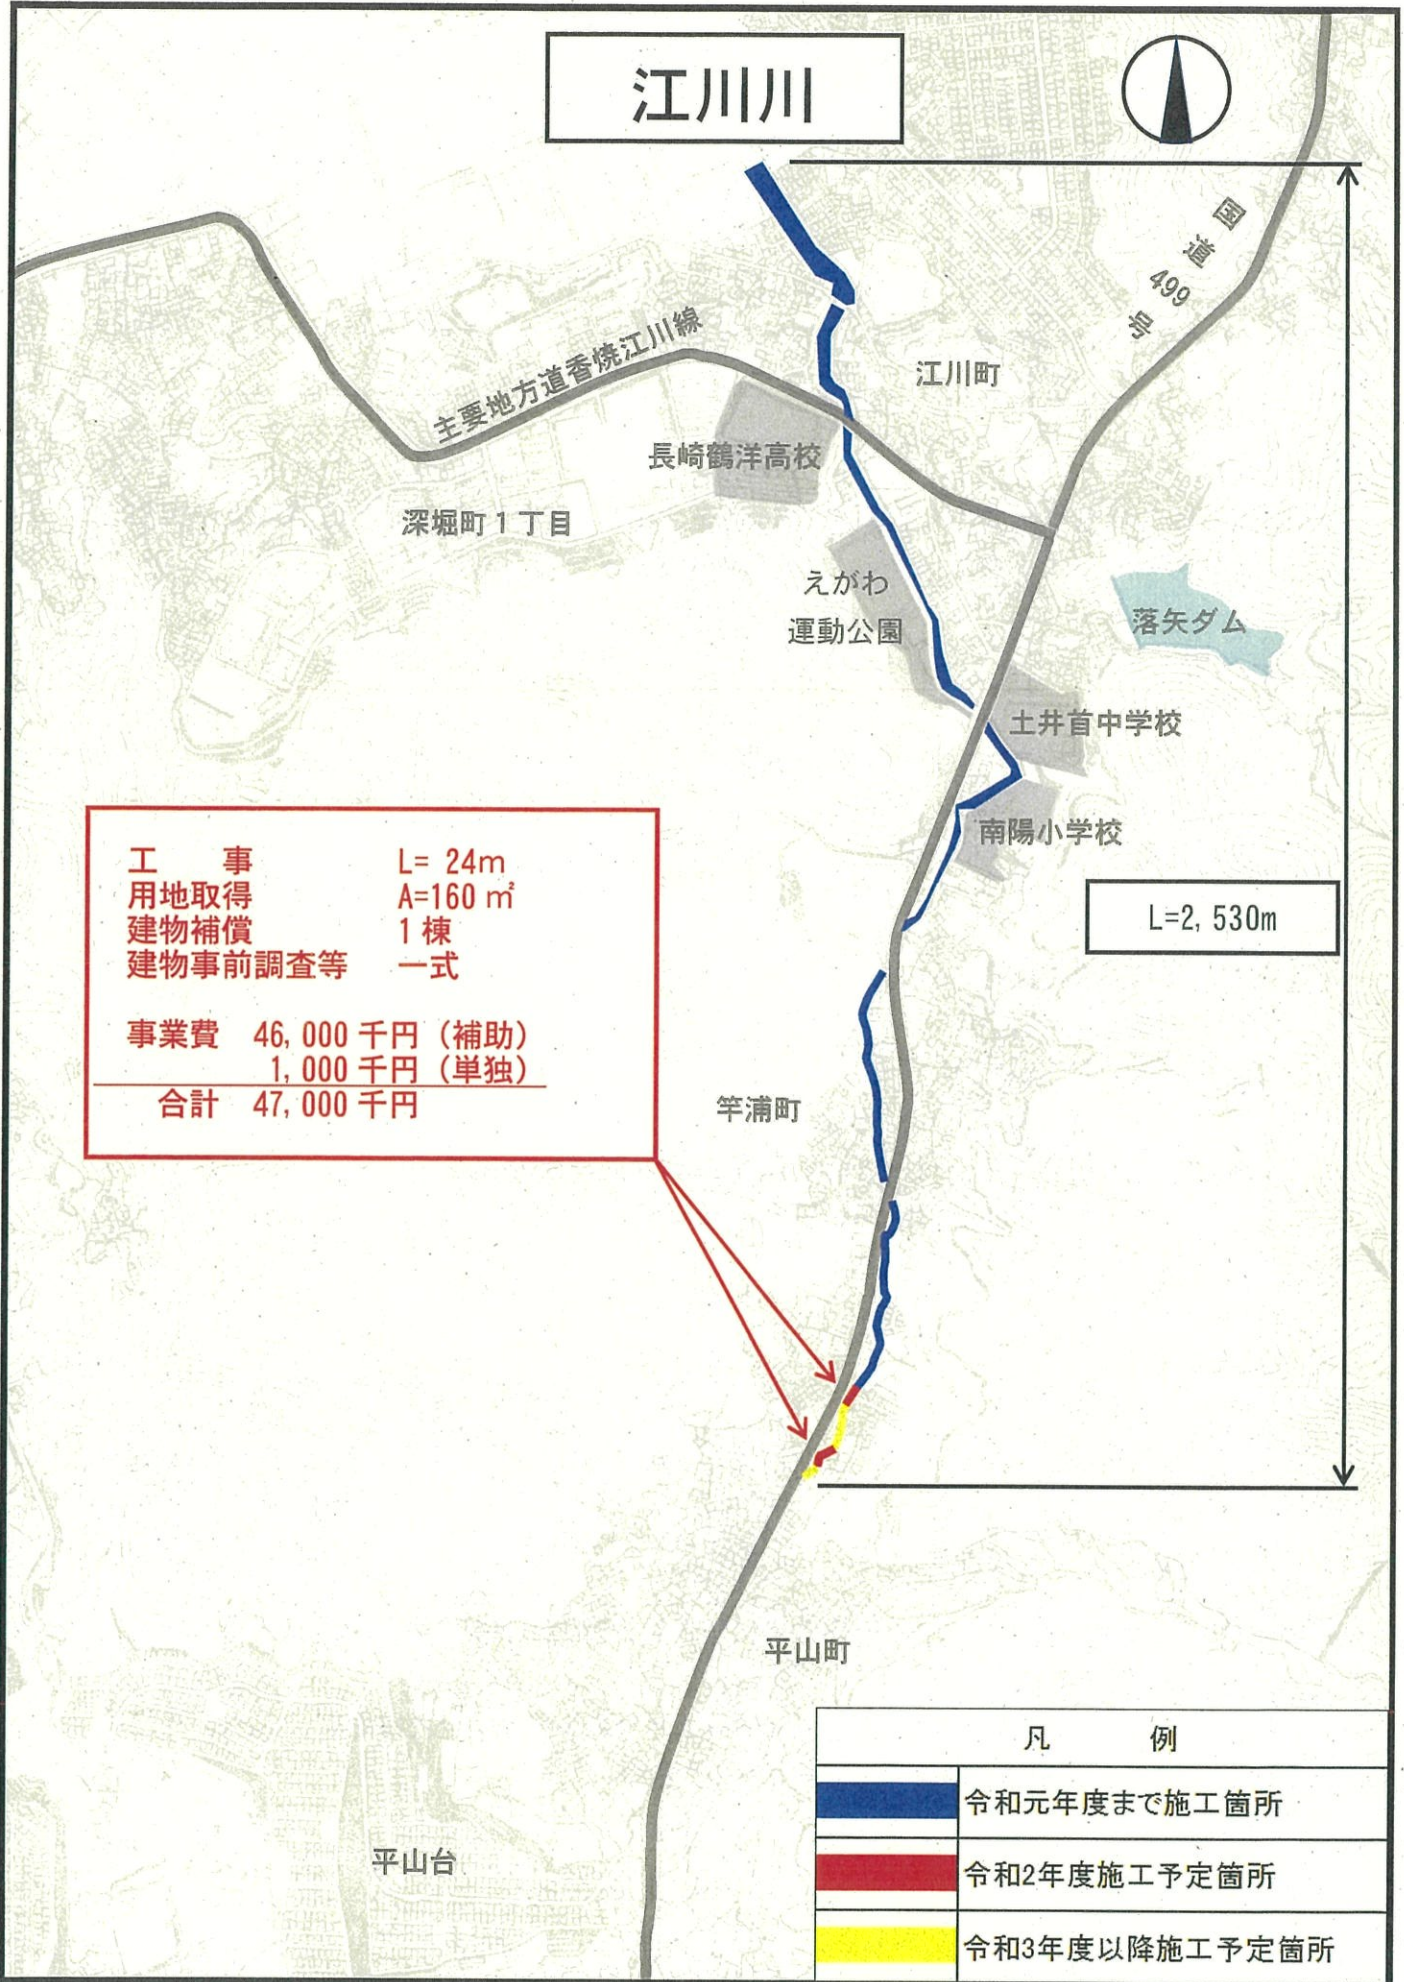 江川川
国道499号
主要地方道香焼江川線
江川町
長崎鶴洋高校
深堀町1丁目
えがわ
運動公園
落矢ダム
土井首中学校
南陽小学校
工　事　L= 24m
用地取得　A=160㎡
建物補償　1棟
建物事前調査等　一式
事業費　46,000千円（補助）
1,000千円（単独）
合計　47,000千円
L=2,530m
竿浦町
平山町
平山台
凡　例
令和元年度まで施工箇所
令和2年度施工予定箇所
令和3年度以降施工予定箇所